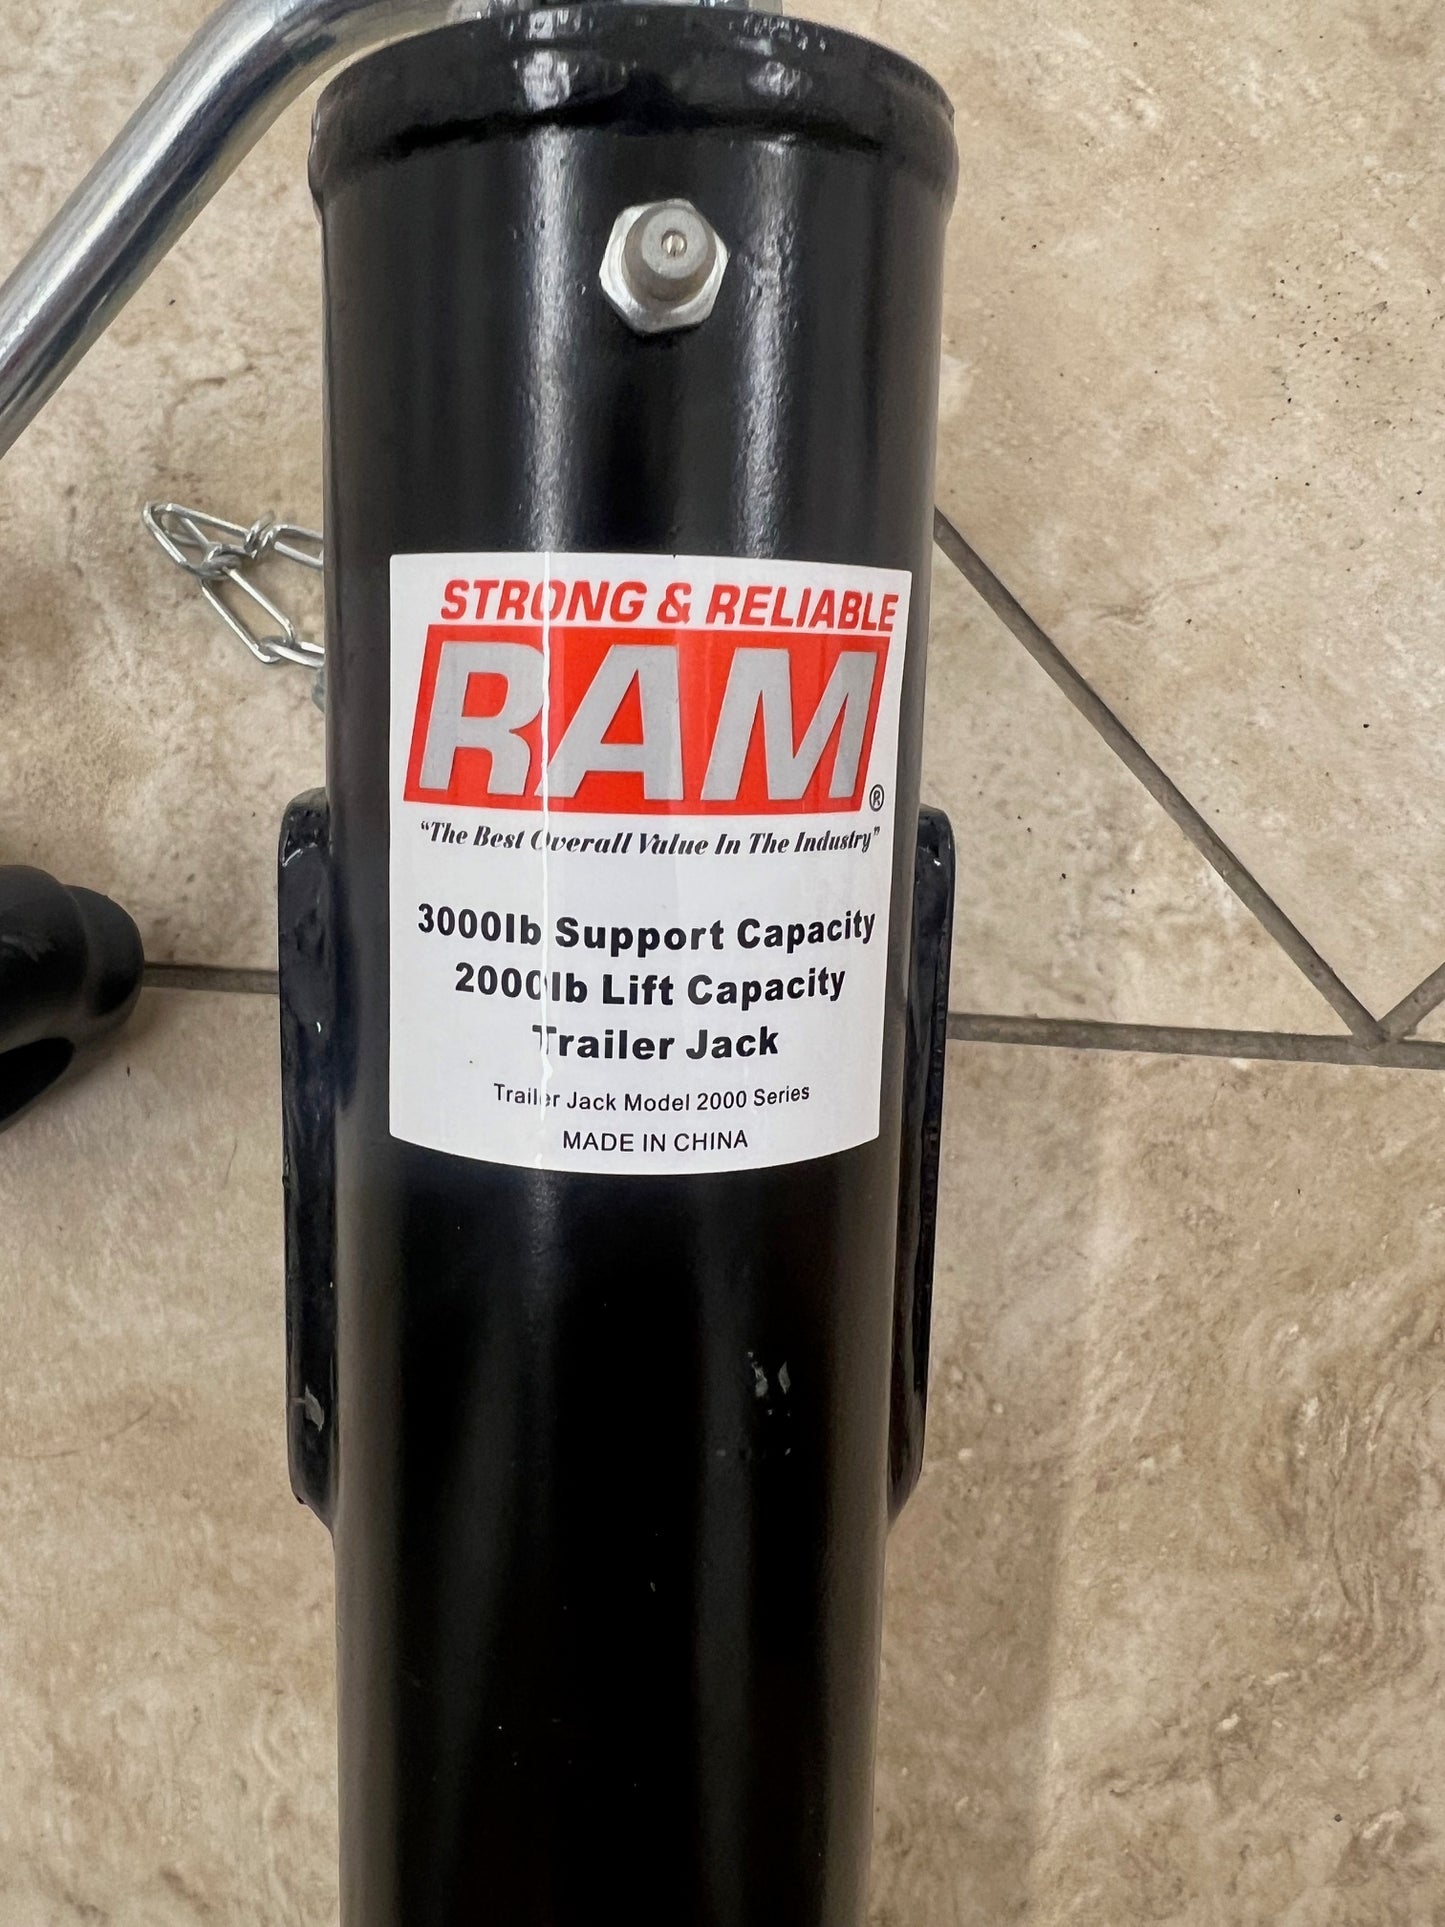 STRONG & RELIABLE
RAM®
“The Best Overall Value In The Industry”
3000lb Support Capacity
2000lb Lift Capacity
Trailer Jack
Trailer Jack Model 2000 Series
MADE IN CHINA